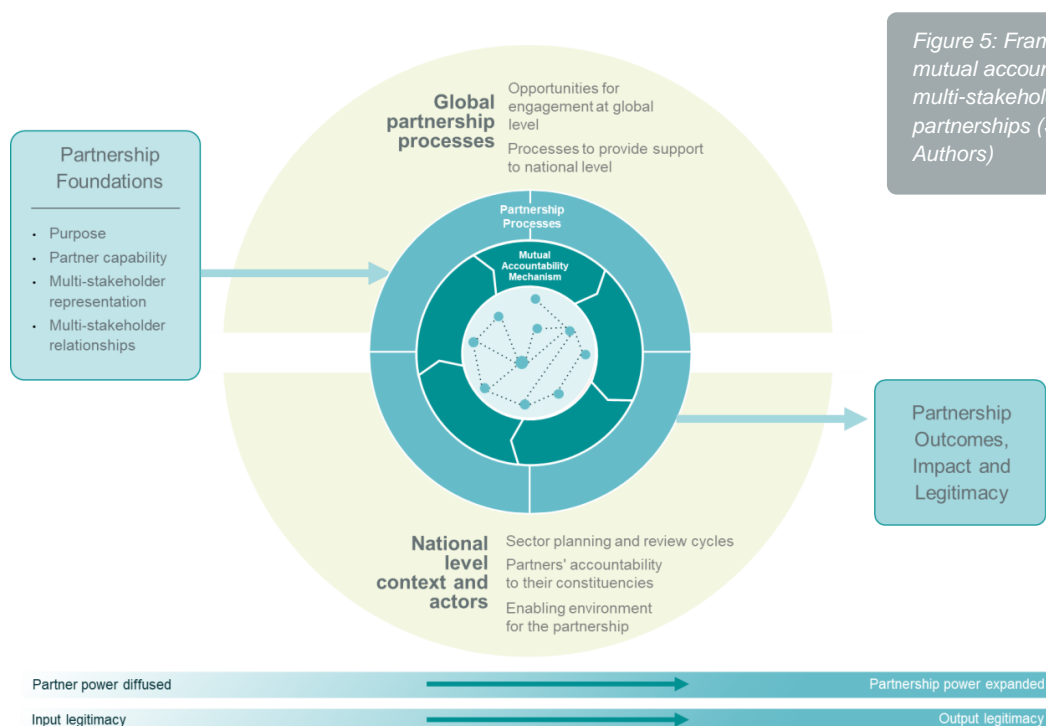 Figure 5: Fram
mutual accoun
multi-stakehol
partnerships (
Authors)
Global
partnership
processes
Opportunities for
engagement at global
level
Processes to provide support
to national level
Partnership
Foundations
• Purpose
• Partner capability
• Multi-stakeholder
representation
• Multi-stakeholder
relationships
Partnership
Processes
Mutual
Accountability
Mechanism
Partnership
Outcomes,
Impact and
Legitimacy
National
level
context and
actors
Sector planning and review cycles
Partners' accountability
to their constituencies
Enabling environment
for the partnership
Partner power diffused
Partnership power expanded
Input legitimacy
Output legitimacy